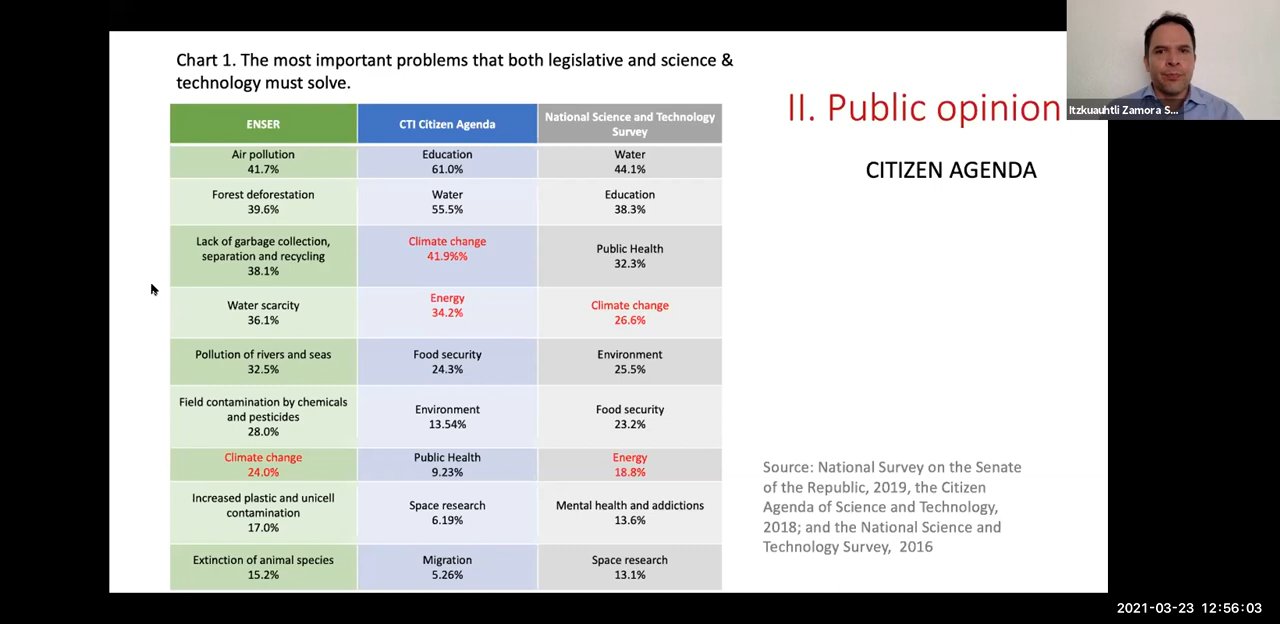 Chart 1. The most important problems that both legislative and science &
technology must solve.
II. Public opinion
Itzkuauhtli Zamora S...
CITIZEN AGENDA
ENSER
CTI Citizen Agenda
National Science and Technology
Survey
Air pollution
41.7%
Education
61.0%
Water
44.1%
Forest deforestation
39.6%
Water
55.5%
Education
38.3%
Lack of garbage collection,
separation and recycling
38.1%
Climate change
41.9%%
Public Health
32.3%
Water scarcity
36.1%
Energy
34.2%
Climate change
26.6%
Pollution of rivers and seas
32.5%
Food security
24.3%
Environment
25.5%
Field contamination by chemicals
and pesticides
28.0%
Environment
13.54%
Food security
23.2%
Climate change
24.0%
Public Health
9.23%
Energy
18.8%
Increased plastic and unicell
contamination
17.0%
Space research
6.19%
Mental health and addictions
13.6%
Extinction of animal species
15.2%
Migration
5.26%
Space research
13.1%
Source: National Survey on the Senate
of the Republic, 2019, the Citizen
Agenda of Science and Technology,
2018; and the National Science and
Technology Survey, 2016
2021-03-23 12:56:03